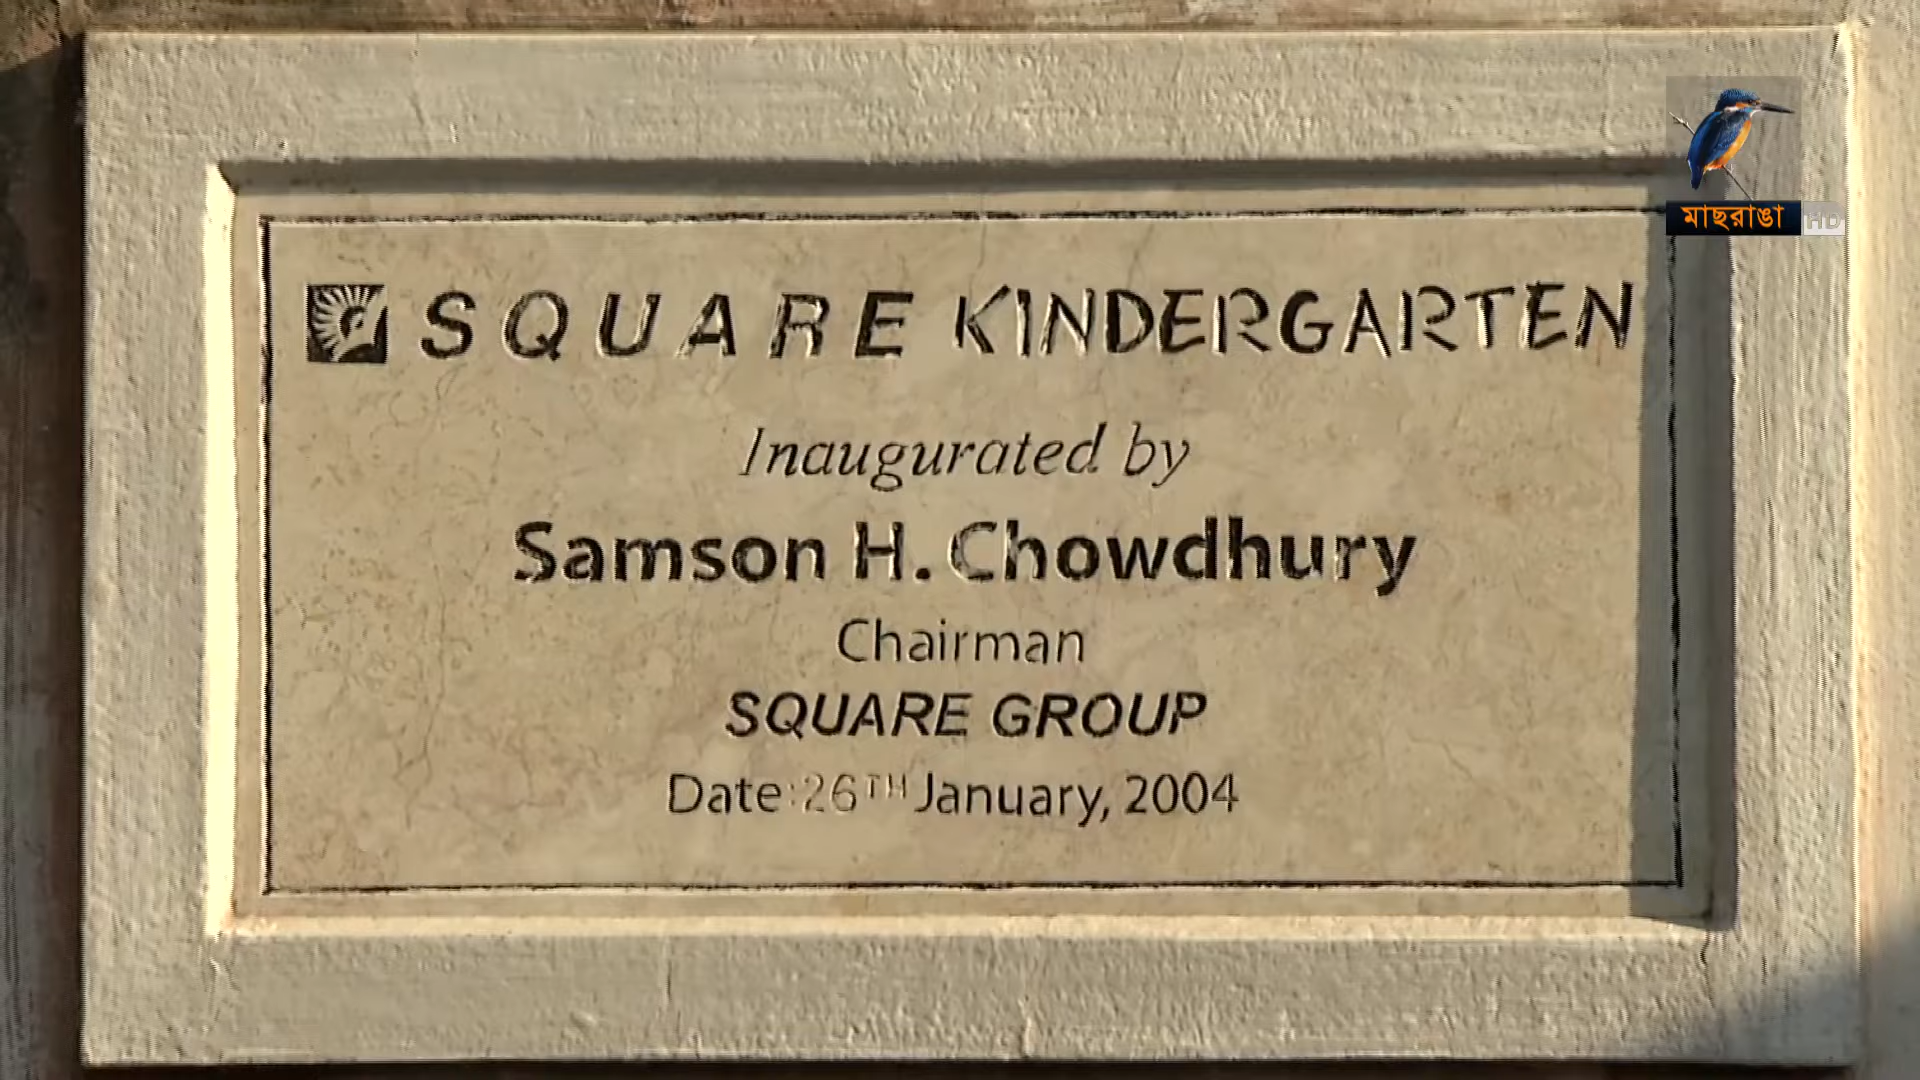 মাছরাঙা HD
SQUARE KINDERGARTEN
Inaugurated by
Samson H. Chowdhury
Chairman
SQUARE GROUP
Date:26TH January, 2004